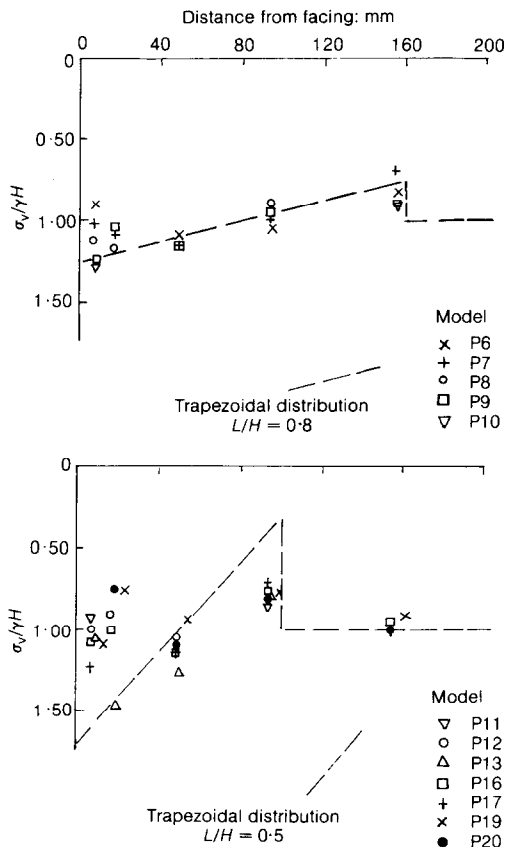 Distance from facing: mm
0 40 80 120 160 200
0
0·50
1·00
1·50
σv/γH
Model
× P6
+ P7
○ P8
□ P9
▽ P10
Trapezoidal distribution
L/H = 0·8
0
0·50
1·00
1·50
σv/γH
Model
▽ P11
○ P12
△ P13
□ P16
+ P17
× P19
● P20
Trapezoidal distribution
L/H = 0·5